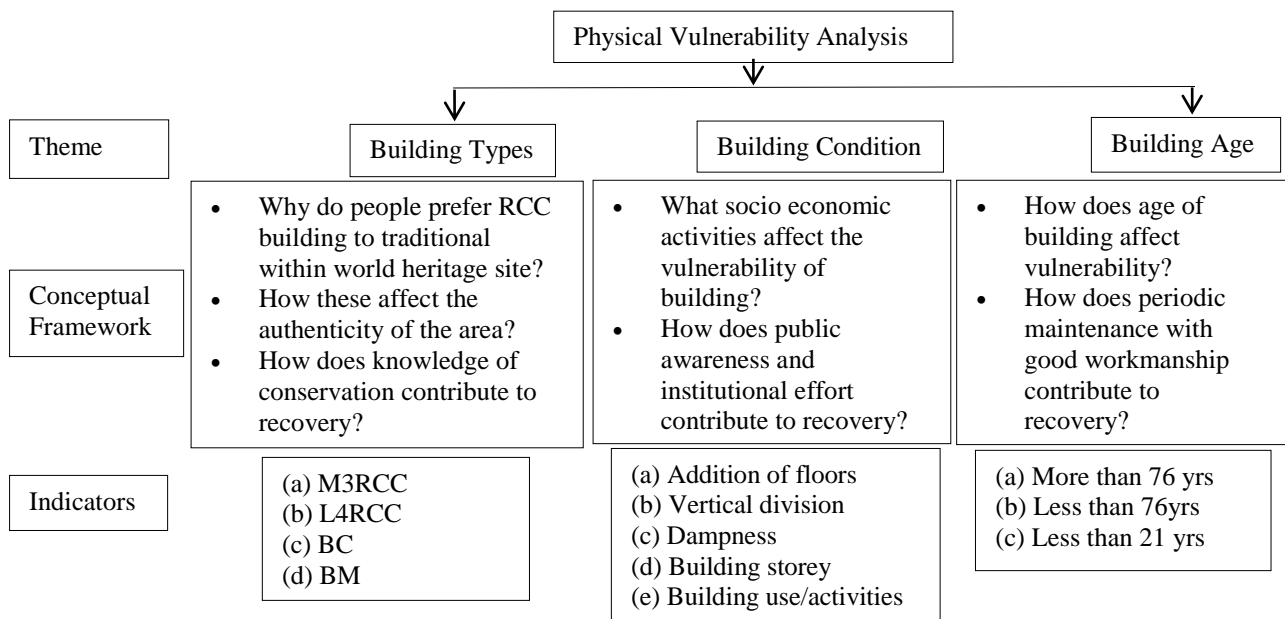 Physical Vulnerability Analysis
Theme
Building Types
Building Condition
Building Age
Conceptual
Framework
• Why do people prefer RCC
building to traditional
within world heritage site?
• How these affect the
authenticity of the area?
• How does knowledge of
conservation contribute to
recovery?
• What socio economic
activities affect the
vulnerability of
building?
• How does public
awareness and
institutional effort
contribute to recovery?
• How does age of
building affect
vulnerability?
• How does periodic
maintenance with
good workmanship
contribute to
recovery?
Indicators
(a) M3RCC
(b) L4RCC
(c) BC
(d) BM
(a) Addition of floors
(b) Vertical division
(c) Dampness
(d) Building storey
(e) Building use/activities
(a) More than 76 yrs
(b) Less than 76yrs
(c) Less than 21 yrs